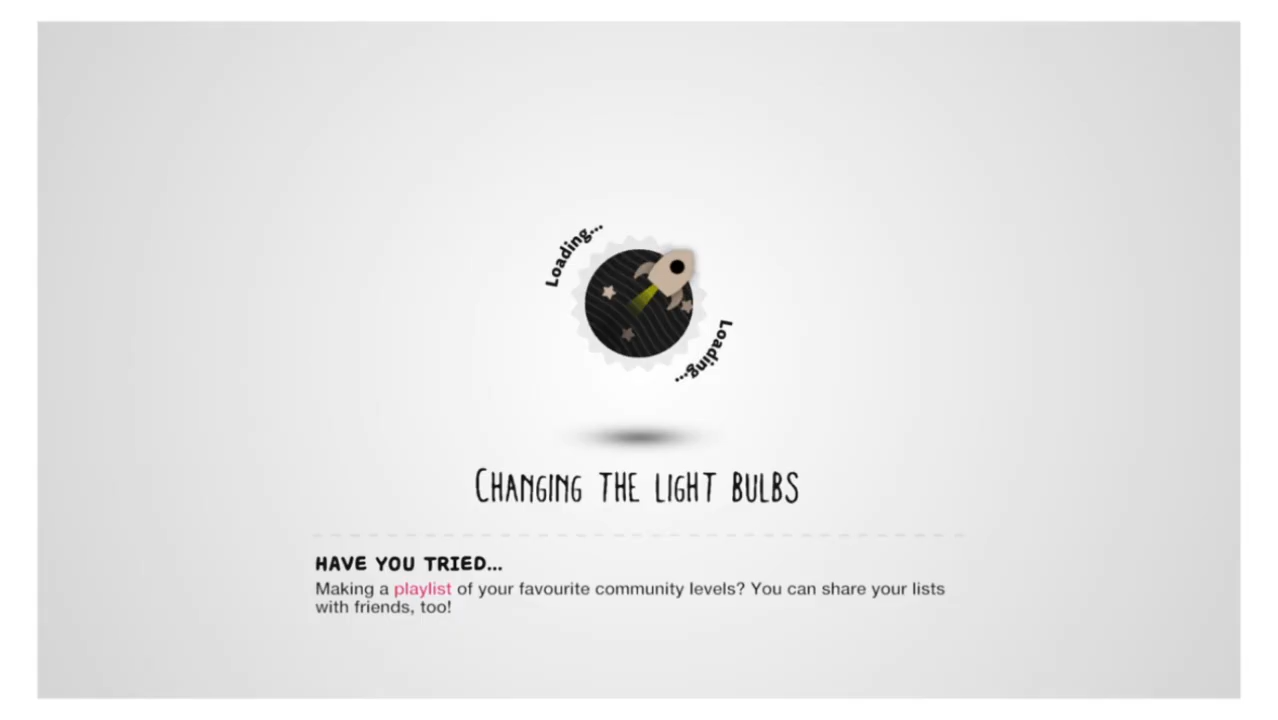 Loading...
Loading...
CHANGING THE LIGHT BULBS
HAVE YOU TRIED...
Making a playlist of your favourite community levels? You can share your lists
with friends, too!